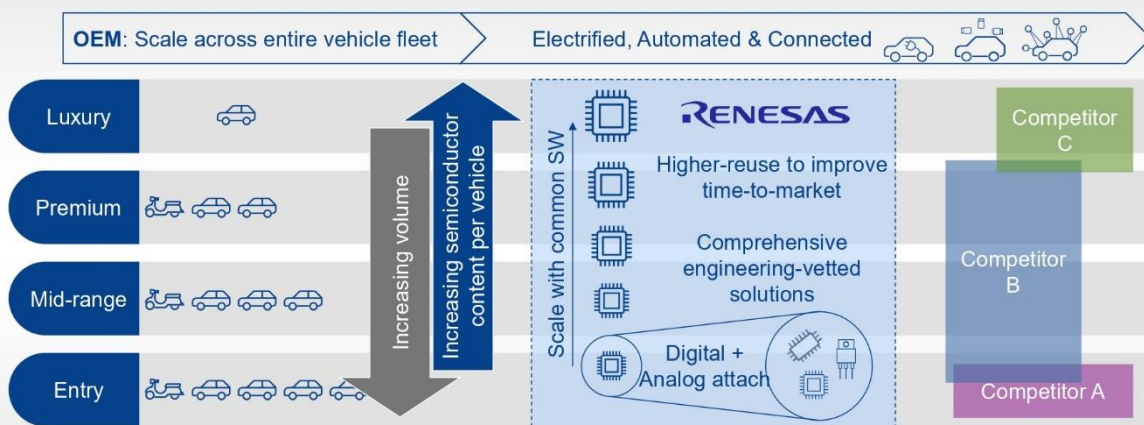 OEM: Scale across entire vehicle fleet
Electrified, Automated & Connected
Luxury
Premium
Mid-range
Entry
Increasing volume
Increasing semiconductor
content per vehicle
Scale with common SW
RENESAS
Higher-reuse to improve
time-to-market
Comprehensive
engineering-vetted
solutions
Digital +
Analog attach
Competitor
C
Competitor
B
Competitor A